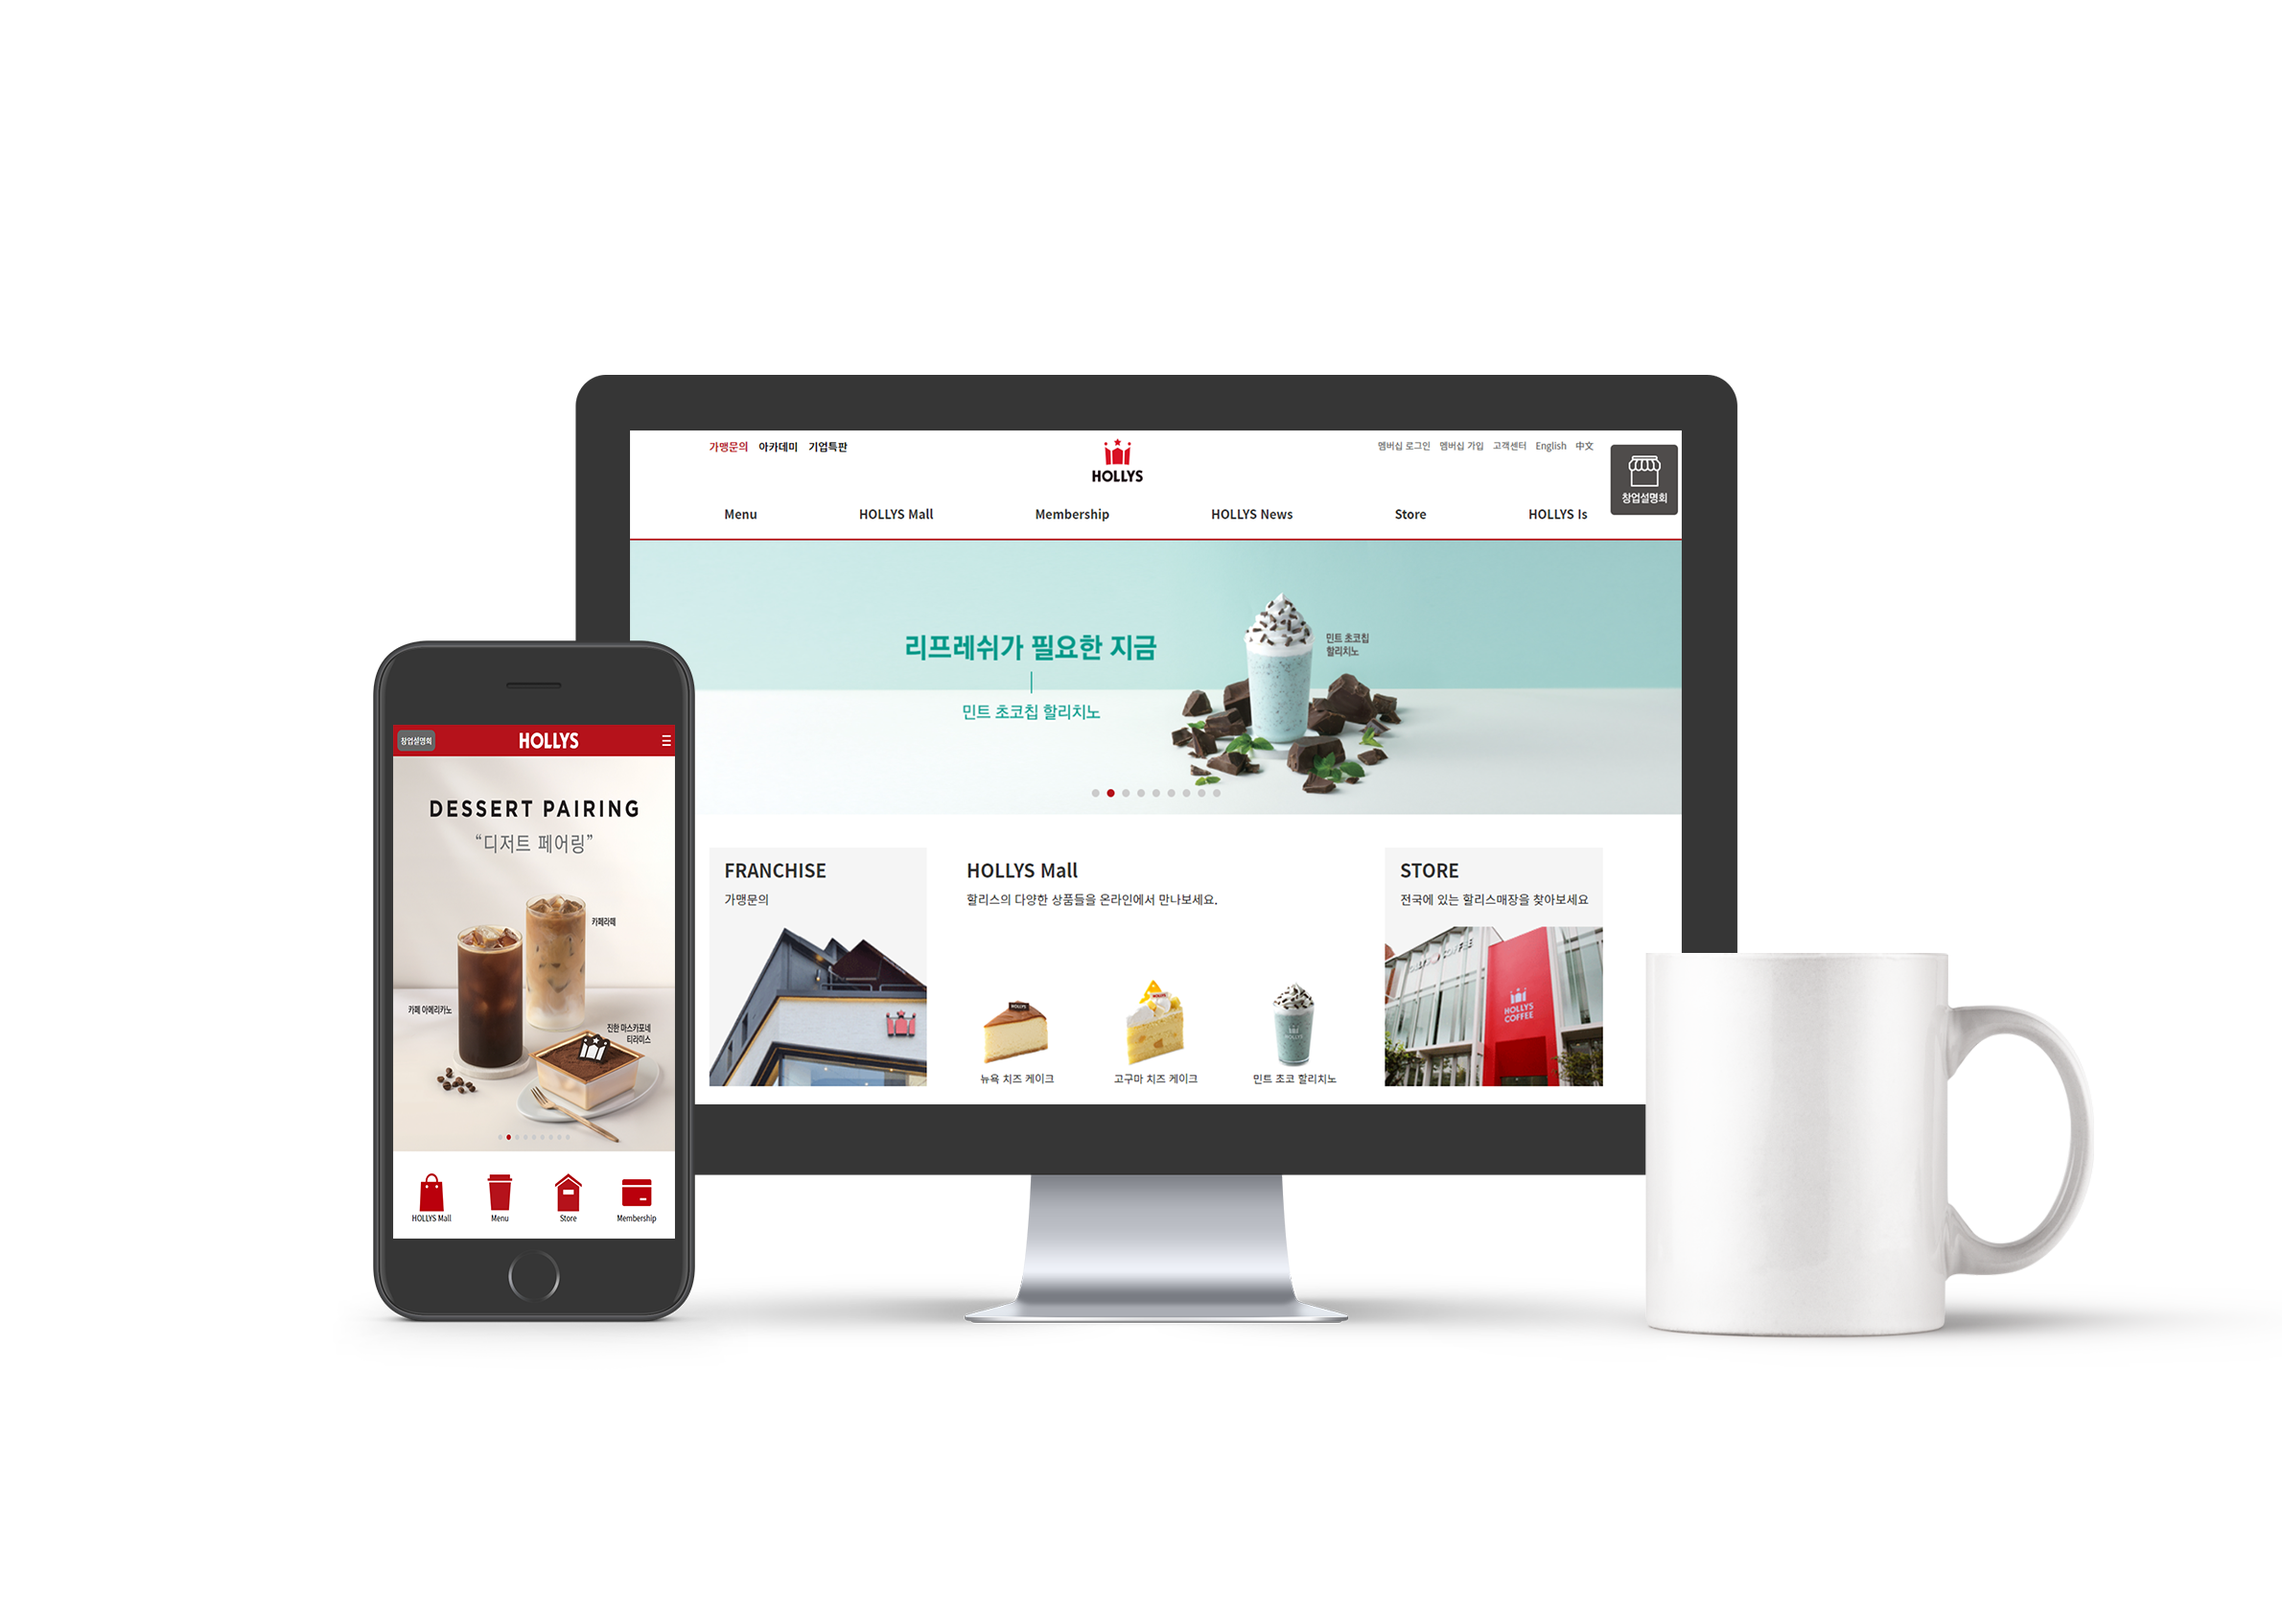 가맹문의 아카데미 기업특판
HOLLYS
멤버십 로그인 멤버십 가입 고객센터 English 中文
창업설명회
Menu HOLLYS Mall Membership HOLLYS News Store HOLLYS Is
리프레쉬가 필요한 지금
민트 초코칩 할리치노
민트 초코칩
할리치노
FRANCHISE
가맹문의
HOLLYS Mall
할리스의 다양한 상품들을 온라인에서 만나보세요.
뉴욕 치즈 케이크
고구마 치즈 케이크
민트 초코 할리치노
STORE
전국에 있는 할리스매장을 찾아보세요
HOLLYS
COFFEE
창업설명회
HOLLYS
DESSERT PAIRING
“디저트 페어링”
카페라떼
카페 아메리카노
진한 마스카포네
티라미스
HOLLYS Mall Menu Store Membership